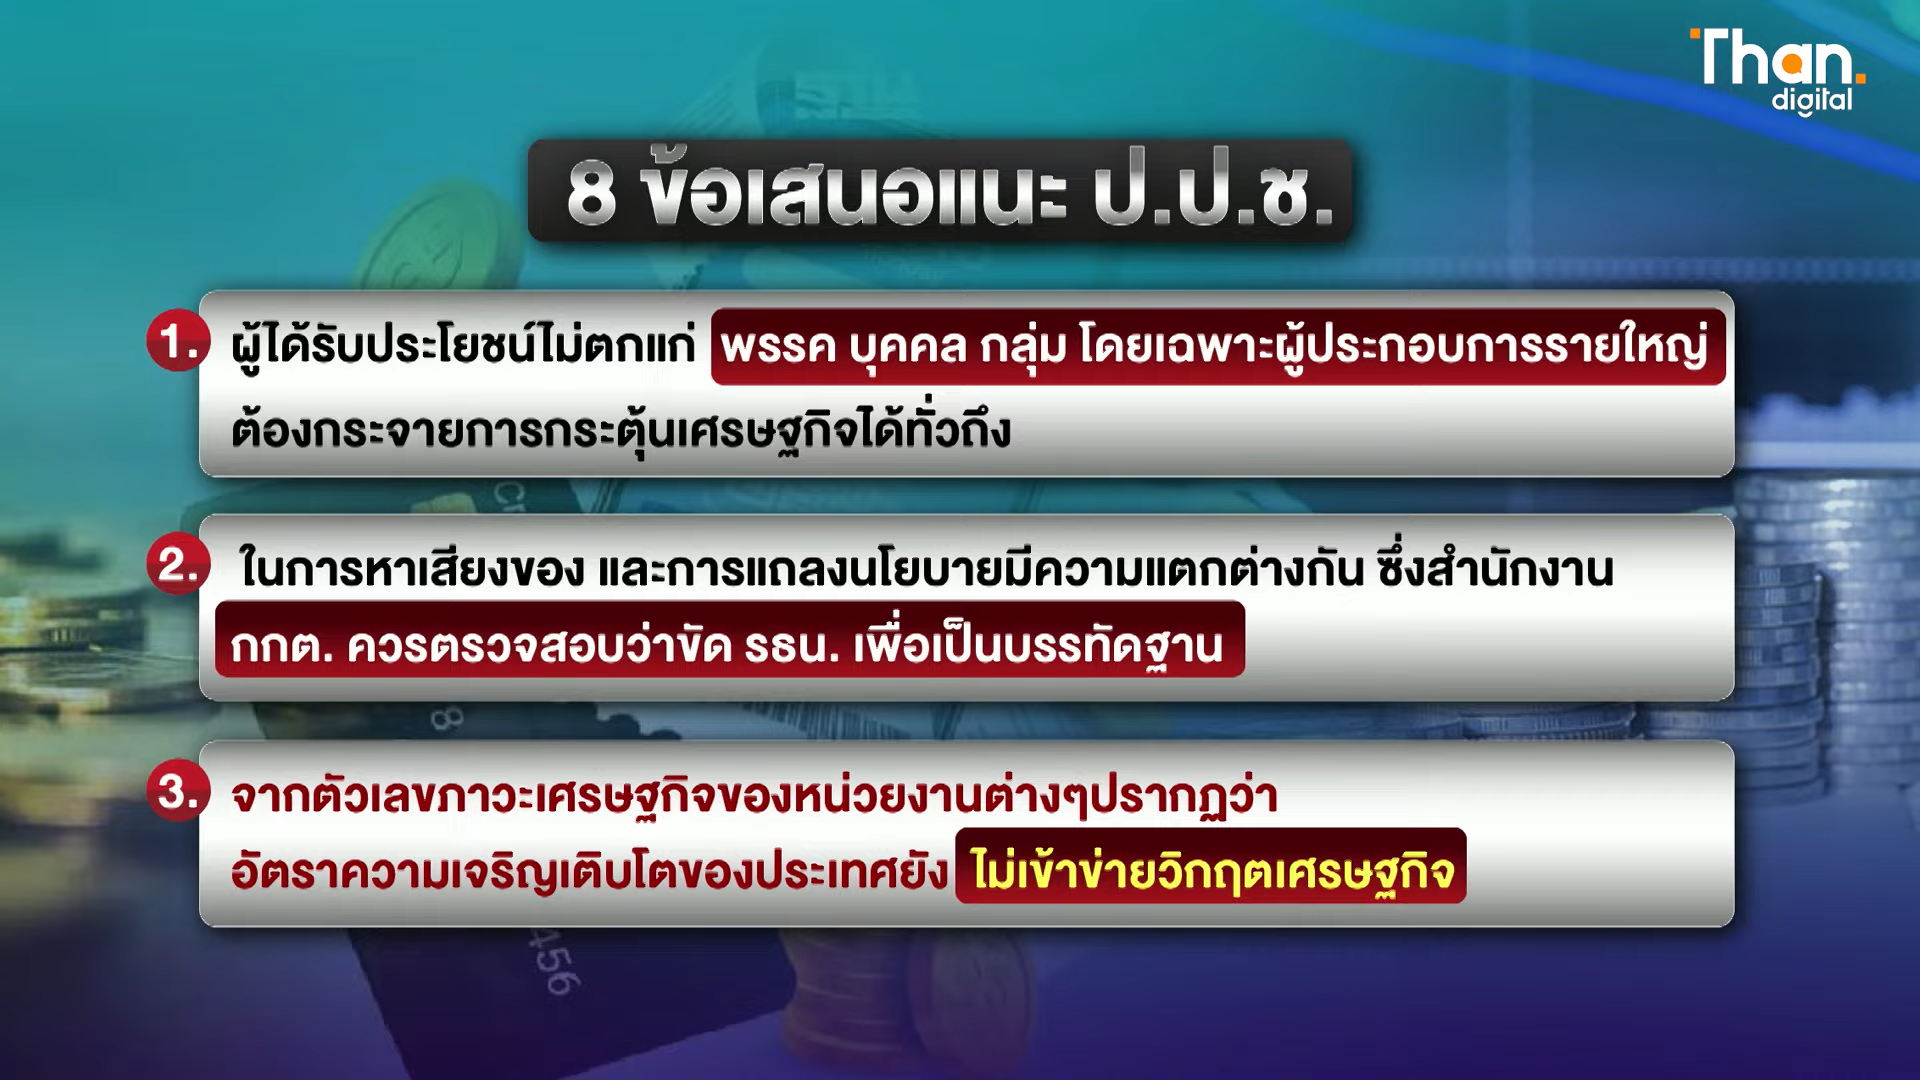 Than.
digital
8 ข้อเสนอแนะ ป.ป.ช.
1. ผู้ได้รับประโยชน์ไม่ตกแก่ พรรค บุคคล กลุ่ม โดยเฉพาะผู้ประกอบการรายใหญ่
ต้องกระจายการกระตุ้นเศรษฐกิจได้ทั่วถึง
2. ในการหาเสียงของ และการแถลงนโยบายมีความแตกต่างกัน ซึ่งสำนักงาน
กกต. ควรตรวจสอบว่าขัด รธน. เพื่อเป็นบรรทัดฐาน
8
3. จากตัวเลขภาวะเศรษฐกิจของหน่วยงานต่างๆปรากฏว่า
อัตราความเจริญเติบโตของประเทศยัง ไม่เข้าข่ายวิกฤตเศรษฐกิจ
456